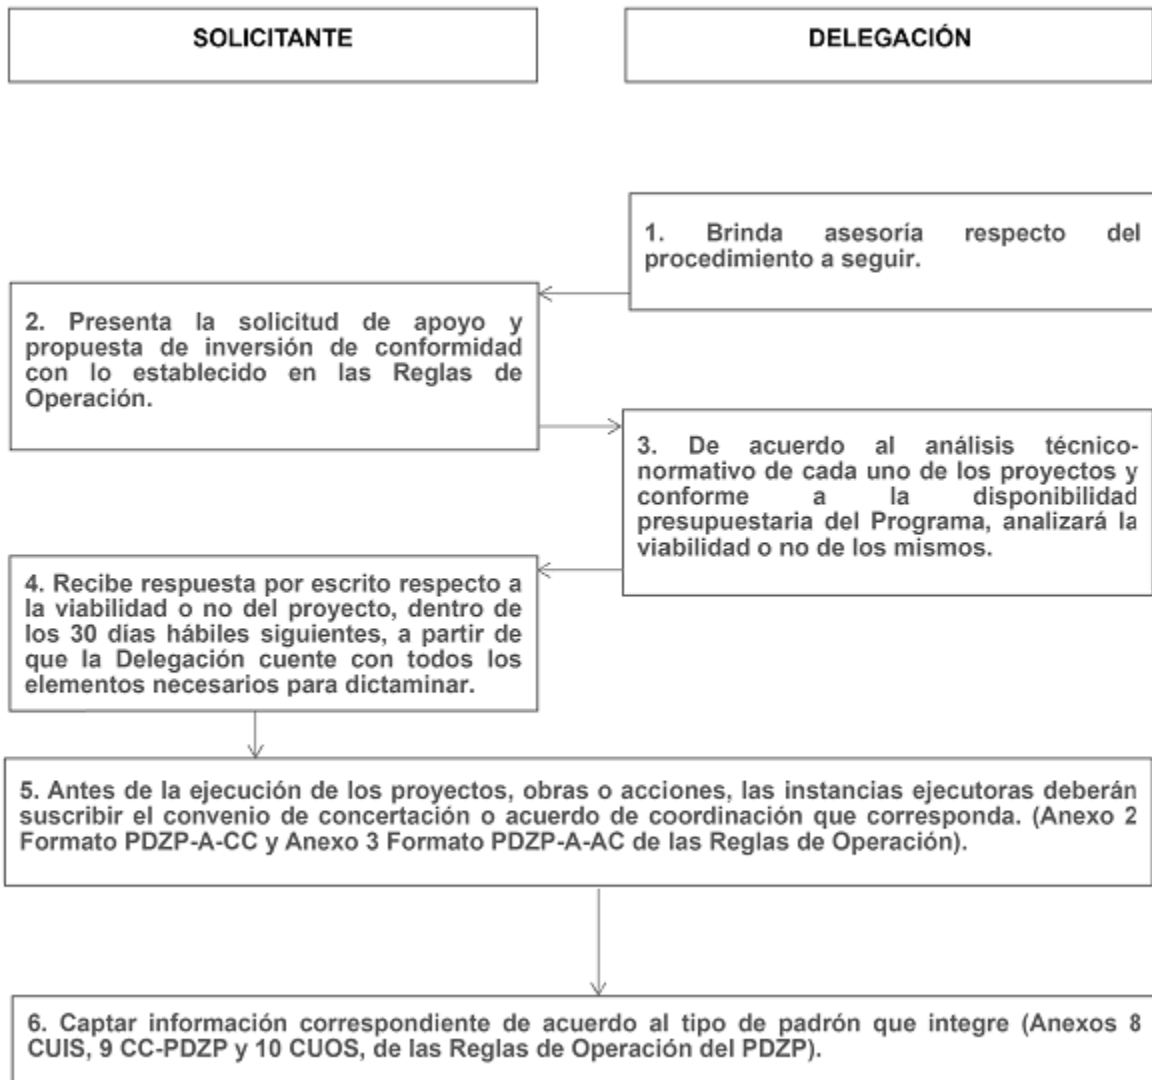 SOLICITANTE
DELEGACIÓN
1. Brinda asesoría respecto del
procedimiento a seguir.
2. Presenta la solicitud de apoyo y
propuesta de inversión de conformidad
con lo establecido en las Reglas de
Operación.
3. De acuerdo al análisis técnico-
normativo de cada uno de los proyectos y
conforme a la disponibilidad
presupuestaria del Programa, analizará la
viabilidad o no de los mismos.
4. Recibe respuesta por escrito respecto a
la viabilidad o no del proyecto, dentro de
los 30 días hábiles siguientes, a partir de
que la Delegación cuente con todos los
elementos necesarios para dictaminar.
5. Antes de la ejecución de los proyectos, obras o acciones, las instancias ejecutoras deberán
suscribir el convenio de concertación o acuerdo de coordinación que corresponda. (Anexo 2
Formato PDZP-A-CC y Anexo 3 Formato PDZP-A-AC de las Reglas de Operación).
6. Captar información correspondiente de acuerdo al tipo de padrón que integre (Anexos 8
CUIS, 9 CC-PDZP y 10 CUOS, de las Reglas de Operación del PDZP).